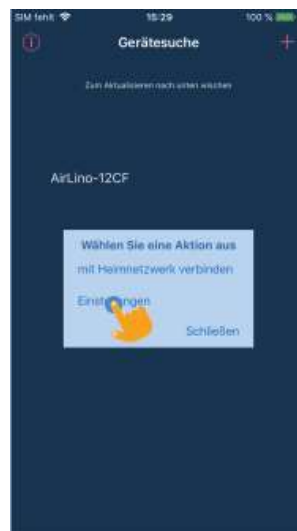 SIM fehlt 15:29 100 %
Gerätesuche
Zum Aktualisieren nach unten wischen
AirLino-12CF
Wählen Sie eine Aktion aus
mit Heimnetzwerk verbinden
Einstellungen
Schließen